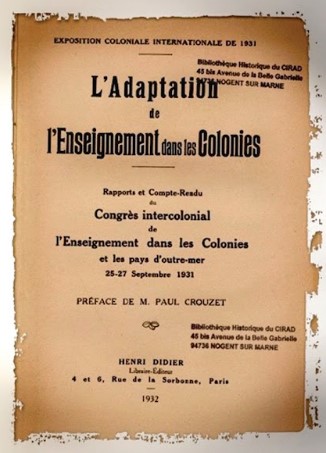 EXPOSITION COLONIALE INTERNATIONALE DE 1931
Bibliothèque Historique du CIRAD
45 bis Avenue de la Belle Gabrielle
94736 NOGENT SUR MARNE
L'Adaptation
de
l'Enseignement dans les Colonies
Rapports et Compte-Rendu
du
Congrès intercolonial
de
l'Enseignement dans les Colonies
et les pays d'outre-mer
25-27 Septembre 1931
PRÉFACE DE M. PAUL CROUZET
Bibliothèque Historique du CIRAD
45 bis Avenue de la Belle Gabrielle
94736 NOGENT SUR MARNE
HENRI DIDIER
Libraire-Éditeur
4 et 6, Rue de la Sorbonne, Paris
1932